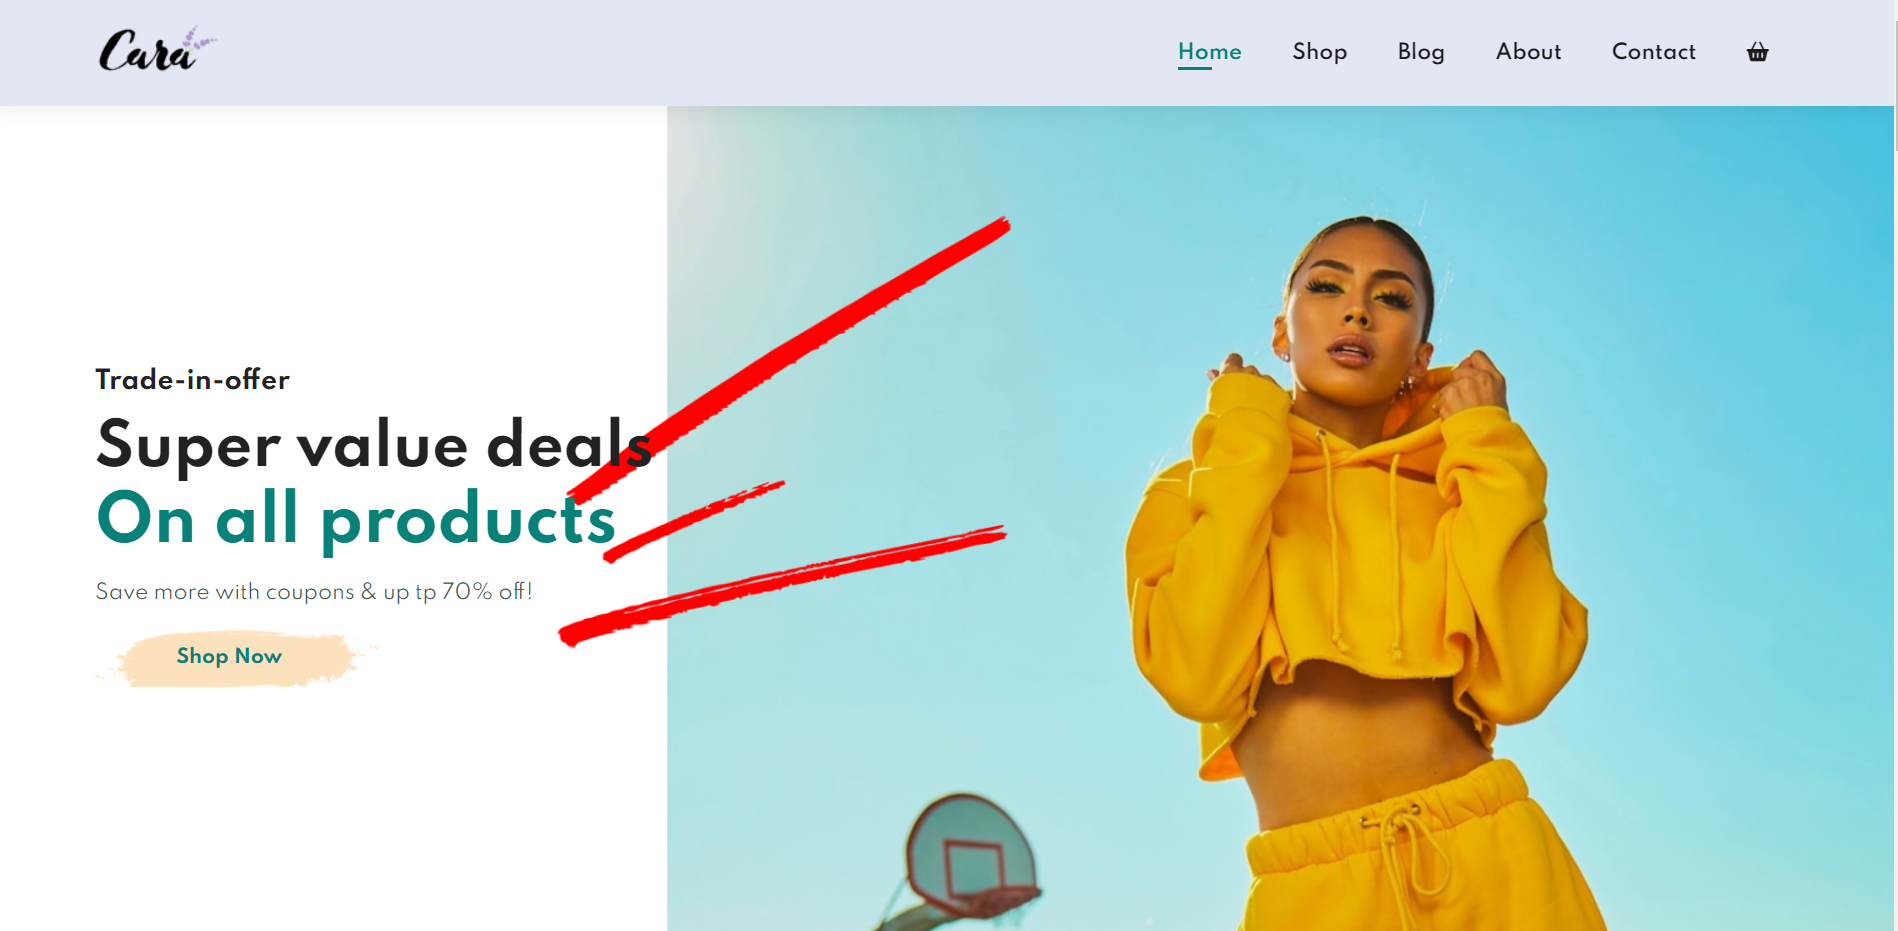 Cara
Home Shop Blog About Contact
Trade-in-offer
Super value deals
On all products
Save more with coupons & up tp 70% off!
Shop Now